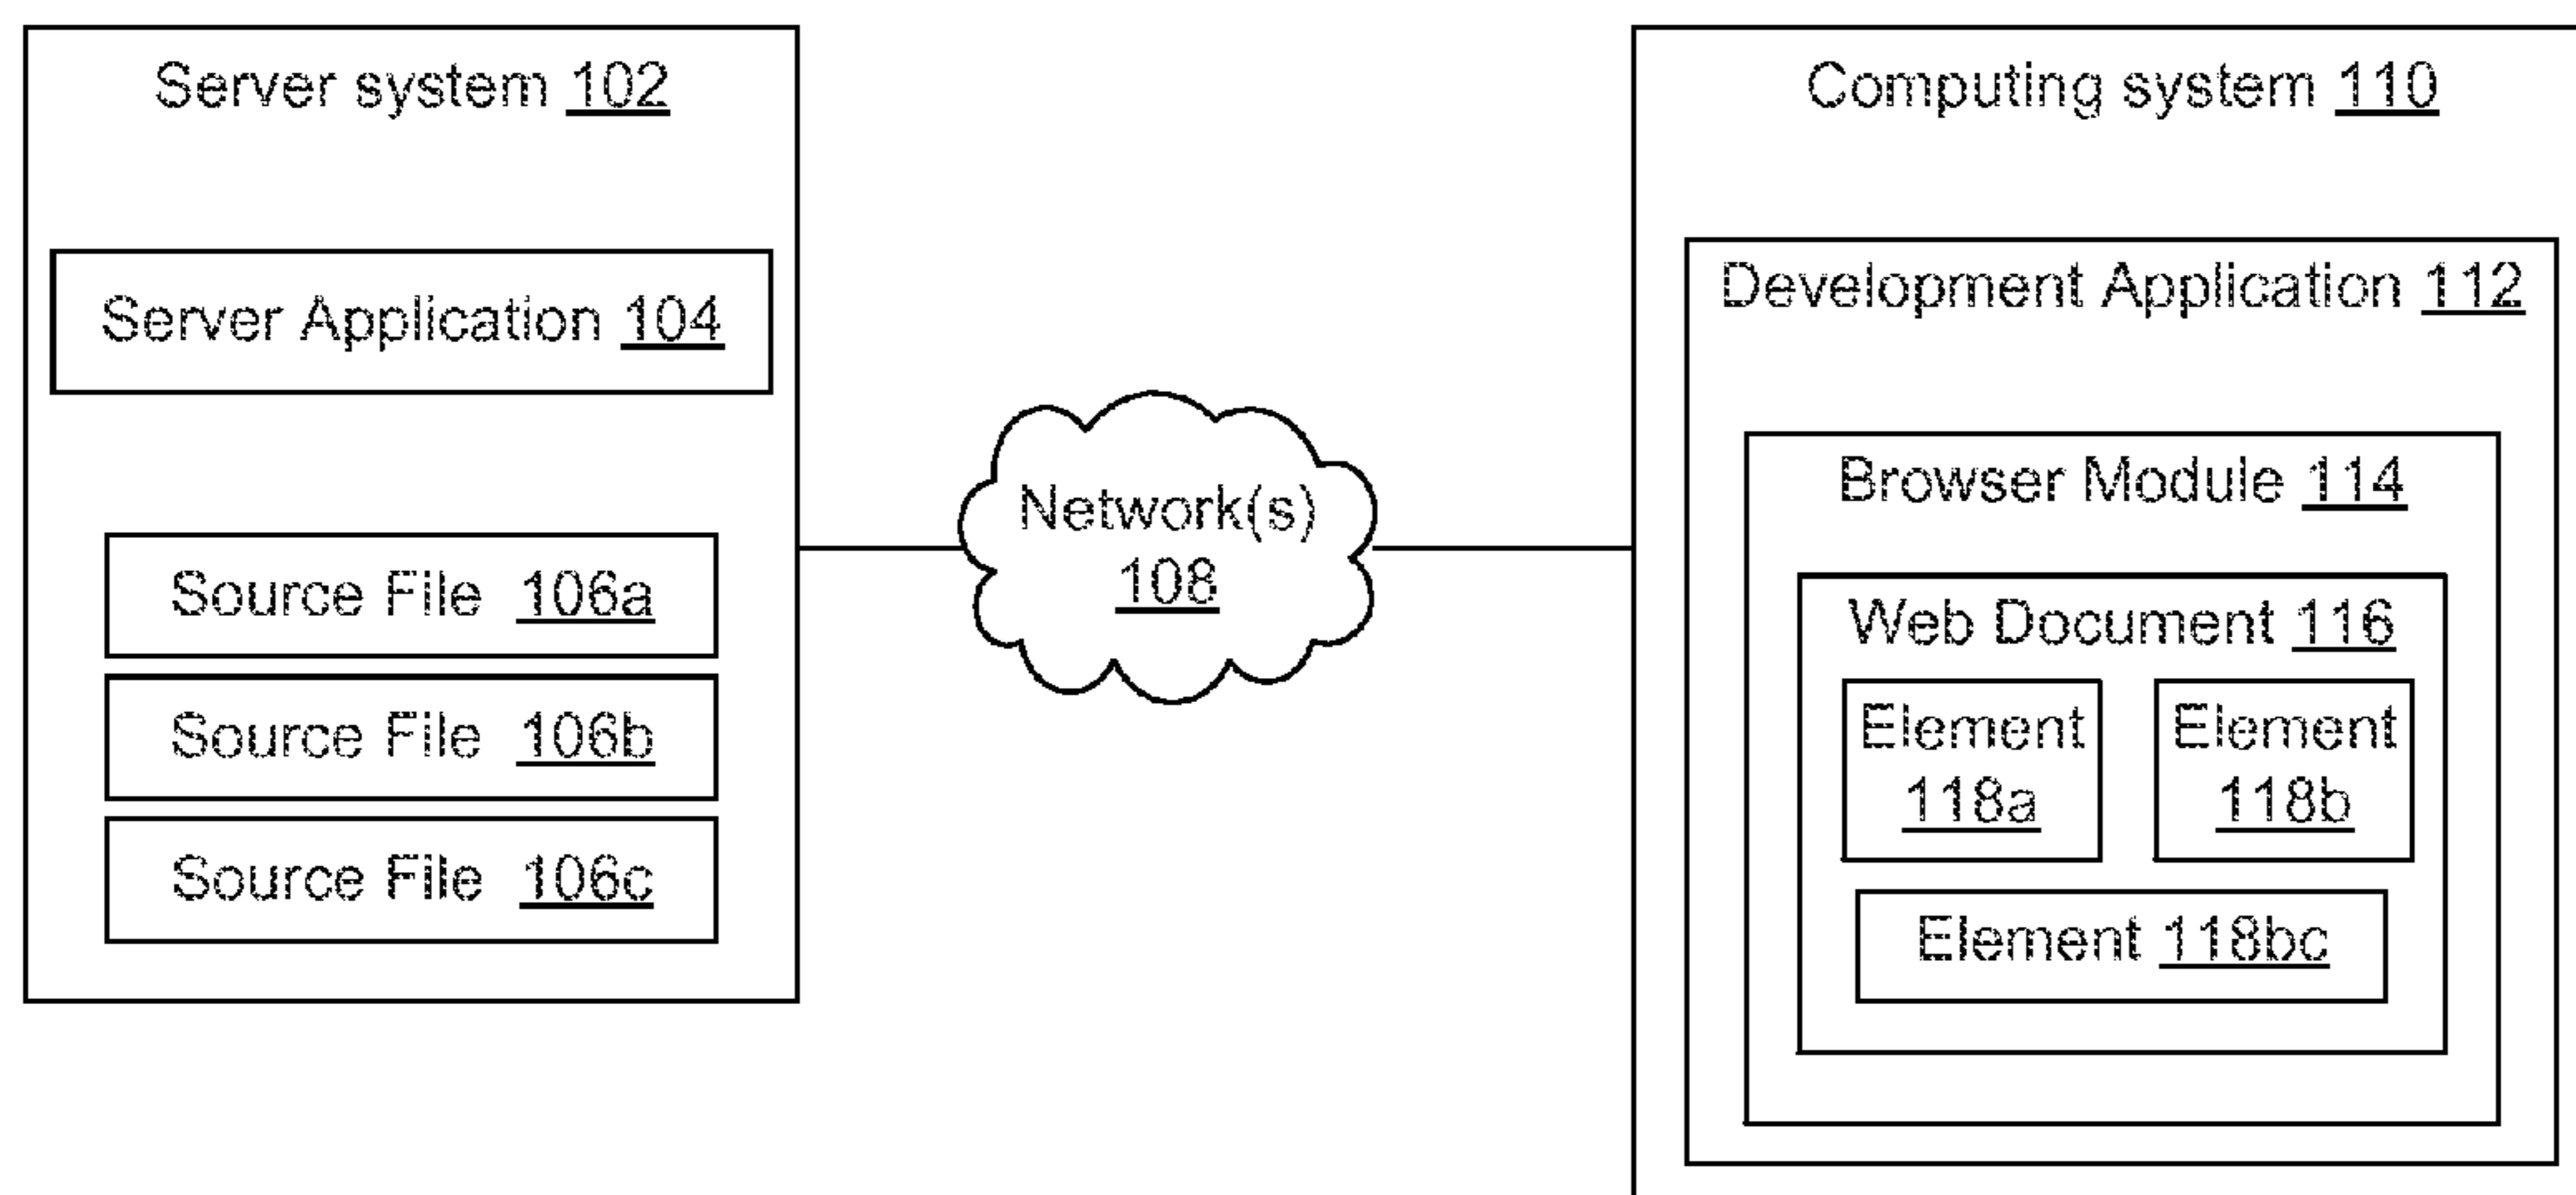 Server system 102
Server Application 104
Source File 106a
Source File 106b
Source File 106c
Network(s)
108
Computing system 110
Development Application 112
Browser Module 114
Web Document 116
Element
118a
Element
118b
Element 118bc